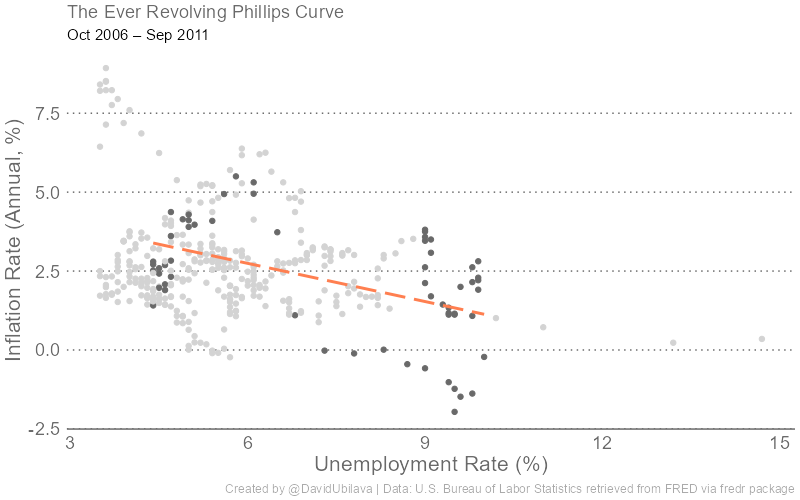 The Ever Revolving Phillips Curve
Oct 2006 – Sep 2011
Inflation Rate (Annual, %)
7.5
5.0
2.5
0.0
-2.5
3 6 9 12 15
Unemployment Rate (%)
Created by @DavidUbilava | Data: U.S. Bureau of Labor Statistics retrieved from FRED via fredr package